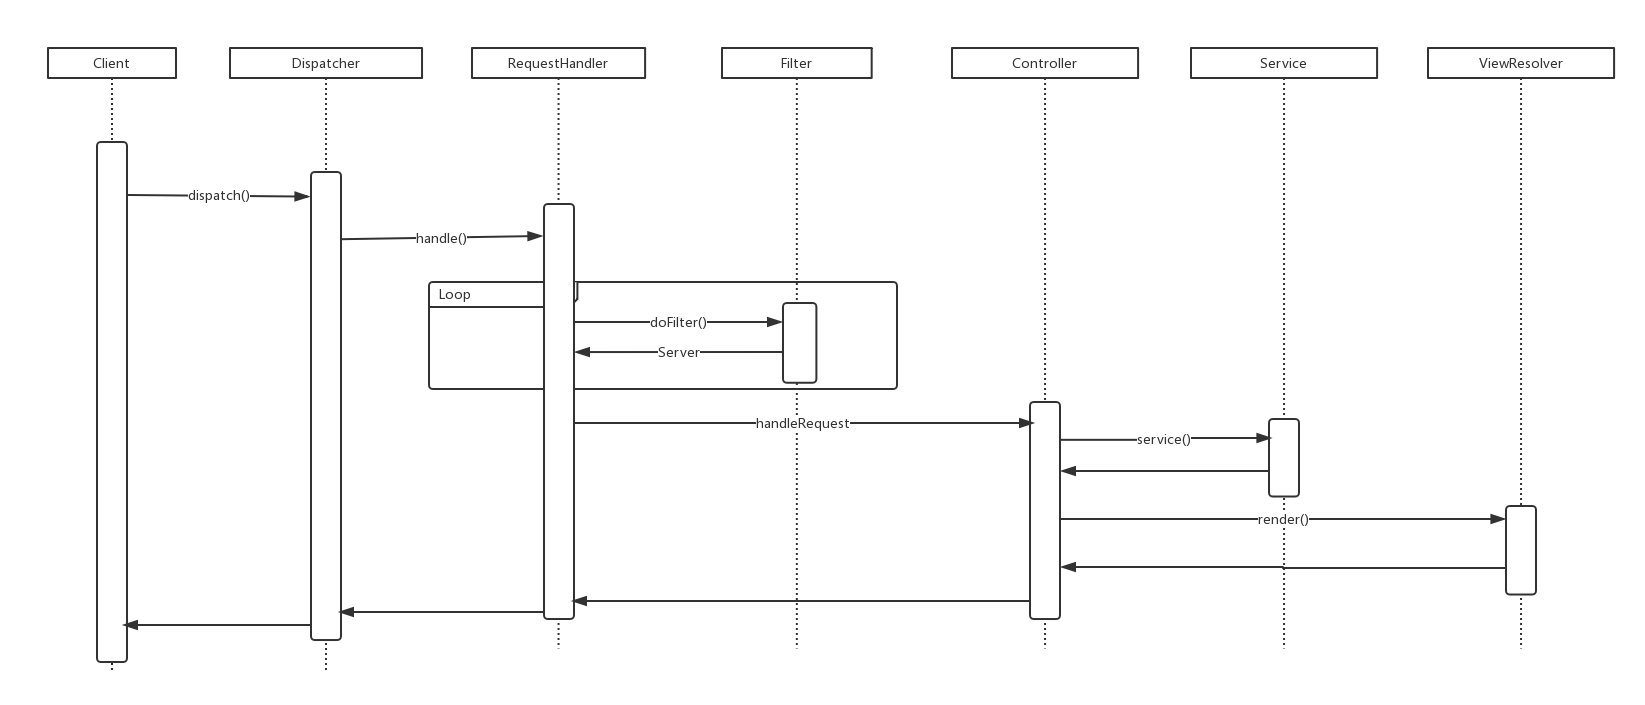 Client
Dispatcher
RequestHandler
Filter
Controller
Service
ViewResolver
dispatch()
handle()
Loop
doFilter()
Server
handleRequest
service()
render()